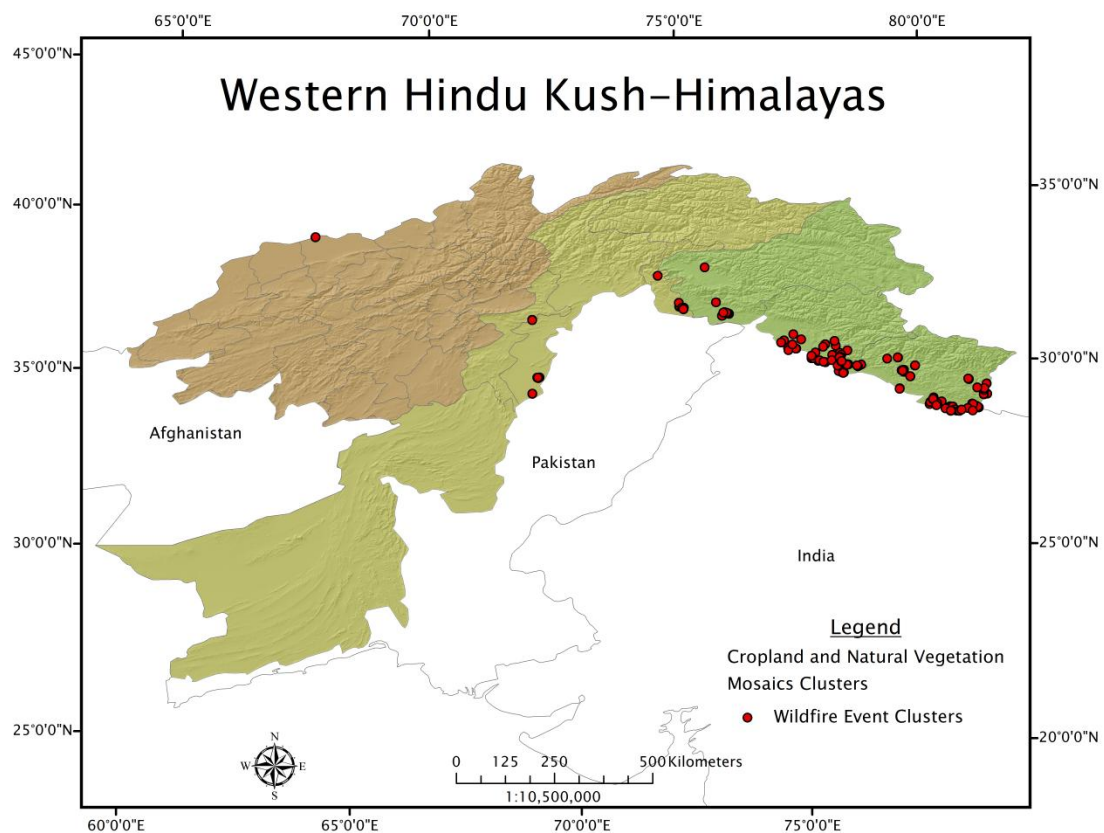 65°0'0"E 70°0'0"E 75°0'0"E 80°0'0"E
45°0'0"N
Western Hindu Kush-Himalayas
40°0'0"N
35°0'0"N
35°0'0"N
30°0'0"N
Afghanistan
Pakistan
30°0'0"N
25°0'0"N
India
Legend
Cropland and Natural Vegetation
Mosaics Clusters
Wildfire Event Clusters
25°0'0"N
20°0'0"N
N
W E
S
0 125 250 500 Kilometers
1:10,500,000
60°0'0"E 65°0'0"E 70°0'0"E 75°0'0"E